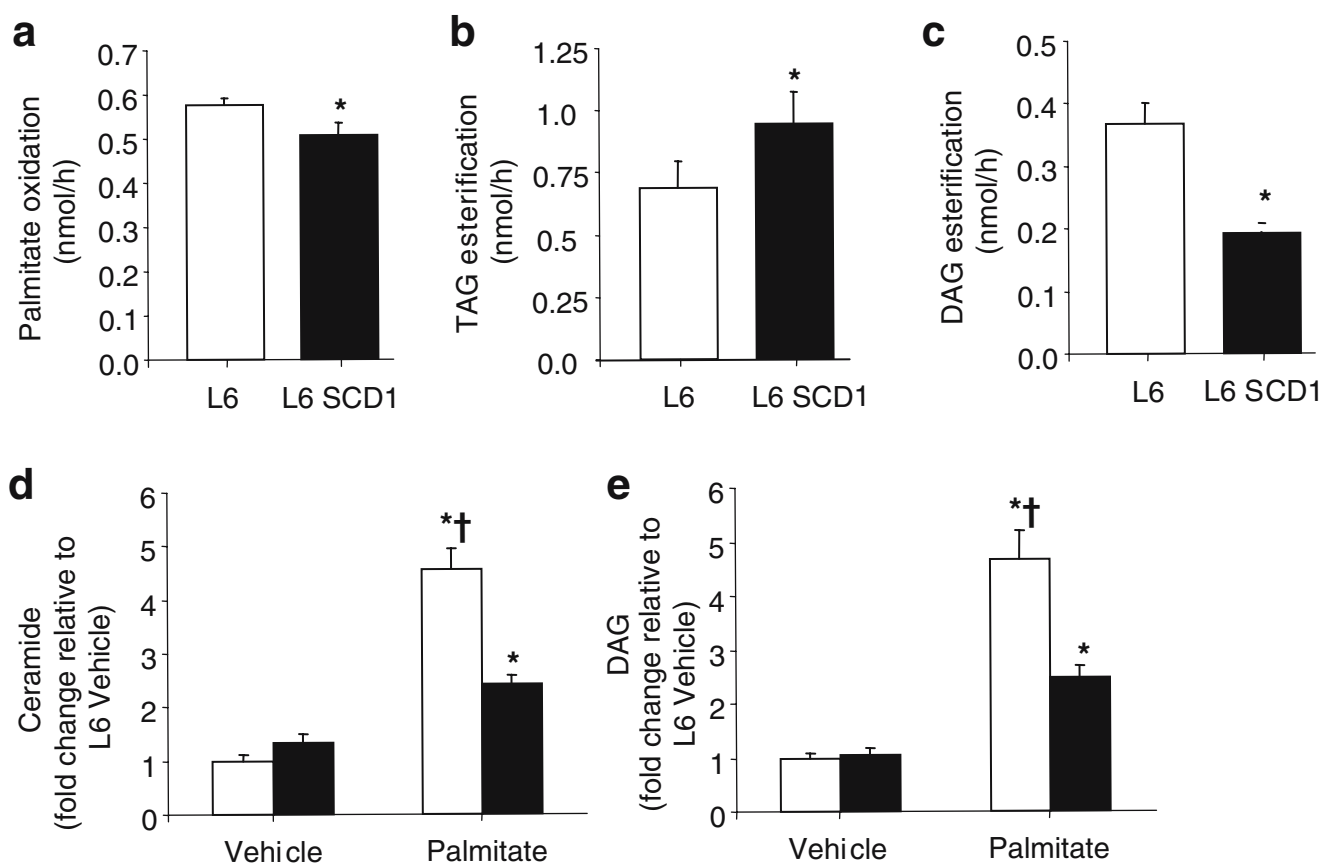 a
Palmitate oxidation
(nmol/h)
0.7
0.6
0.5
0.4
0.3
0.2
0.1
0.0
*
L6
L6 SCD1
b
TAG esterification
(nmol/h)
1.25
1.0
0.75
0.5
0.25
0.0
*
L6
L6 SCD1
c
DAG esterification
(nmol/h)
0.5
0.4
0.3
0.2
0.1
0.0
*
L6
L6 SCD1
d
Ceramide
(fold change relative to
L6 Vehicle)
6
5
4
3
2
1
0
*†
*
Vehicle
Palmitate
e
DAG
(fold change relative to
L6 Vehicle)
6
5
4
3
2
1
0
*†
*
Vehicle
Palmitate